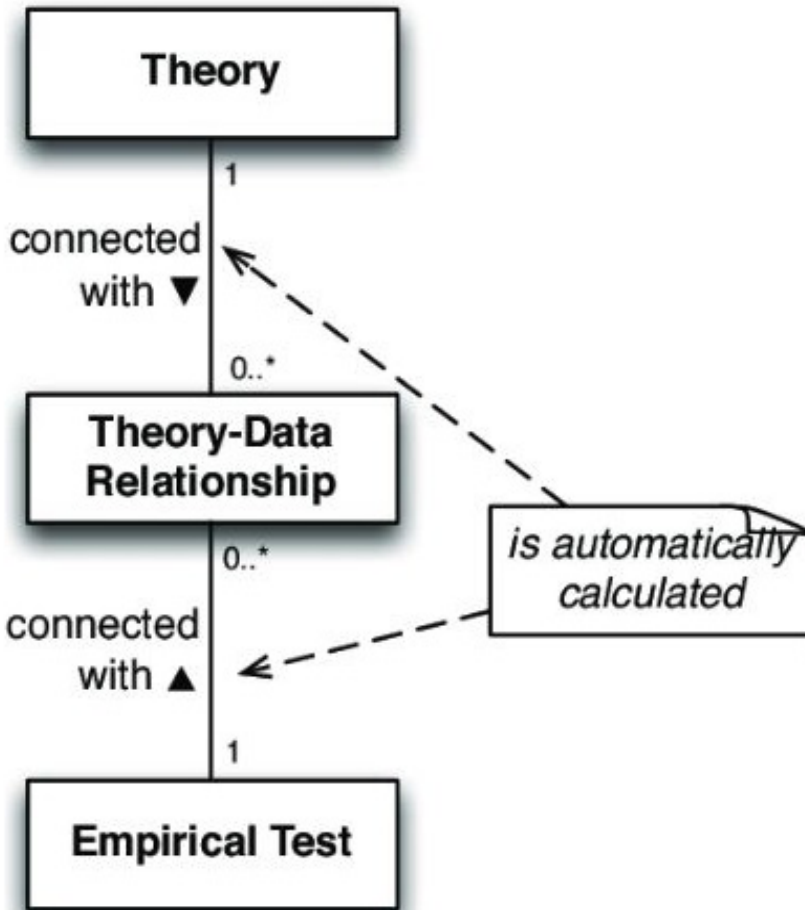 Theory
1
connected
with ▼
0..*
Theory-Data
Relationship
is automatically
calculated
0..*
connected
with ▲
1
Empirical Test